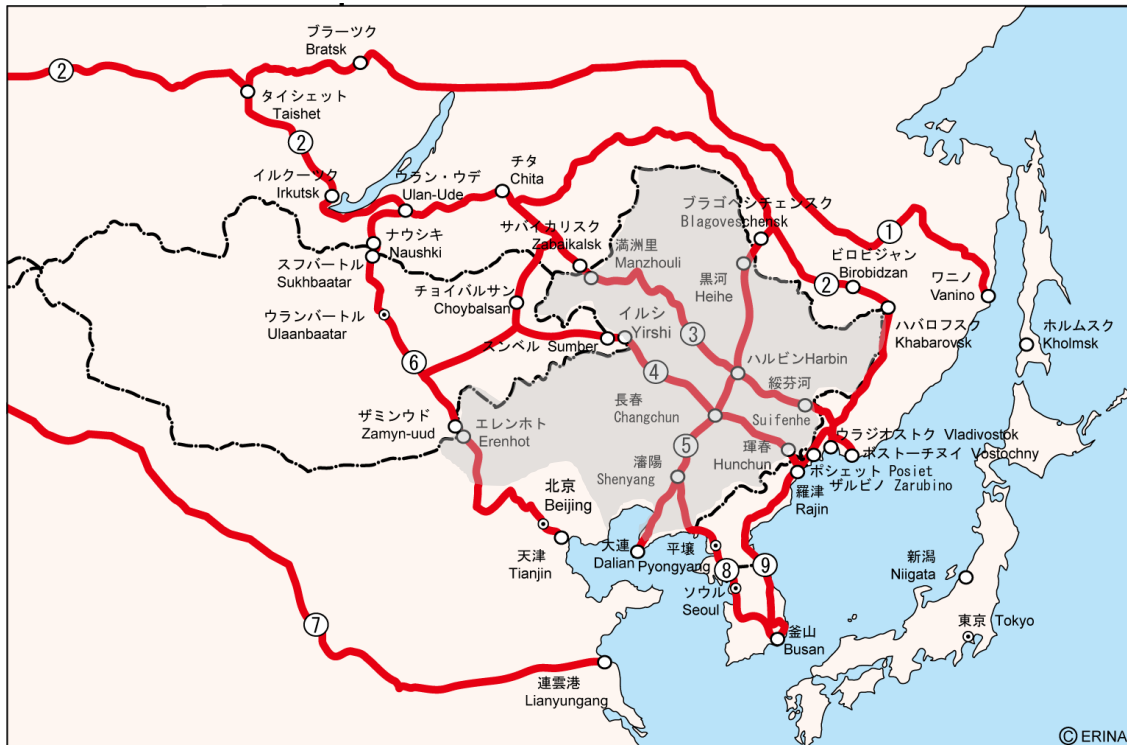 ブラーツク
Bratsk
②
タイシェット
Taishet
②
イルクーツク
Irkutsk
ウラン・ウデ
Ulan-Ude
チタ
Chita
ナウシキ
Naushki
スフバートル
Sukhbaatar
サバイカリスク
Zabaikalsk
満洲里
Manzhouli
ブラゴベシチェンスク
Blagoveschensk
黒河
Heihe
①
ビロビジャン
Birobidzan
②
ワニノ
Vanino
ハバロフスク
Khabarovsk
ホルムスク
Kholmsk
チョイバルサン
Choybalsan
ウランバートル
Ulaanbaatar
イルシ
Yirshi
スンベル Sumber
③
④
ハルビンHarbin
⑥
綏芬河
Suifenhe
長春
Changchun
ザミンウド
Zamyn-uud
エレンホト
Erenhot
⑤
琿春
Hunchun
ウラジオストク Vladivostok
ボストーチヌイ Vostochny
ポシェット Posiet
ザルビノ Zarubino
瀋陽
Shenyang
羅津
Rajin
北京
Beijing
天津
Tianjin
大連
Dalian
平壌
Pyongyang
⑧
⑨
ソウル
Seoul
新潟
Niigata
東京 Tokyo
釜山
Busan
⑦
連雲港
Lianyungang
© ERINA